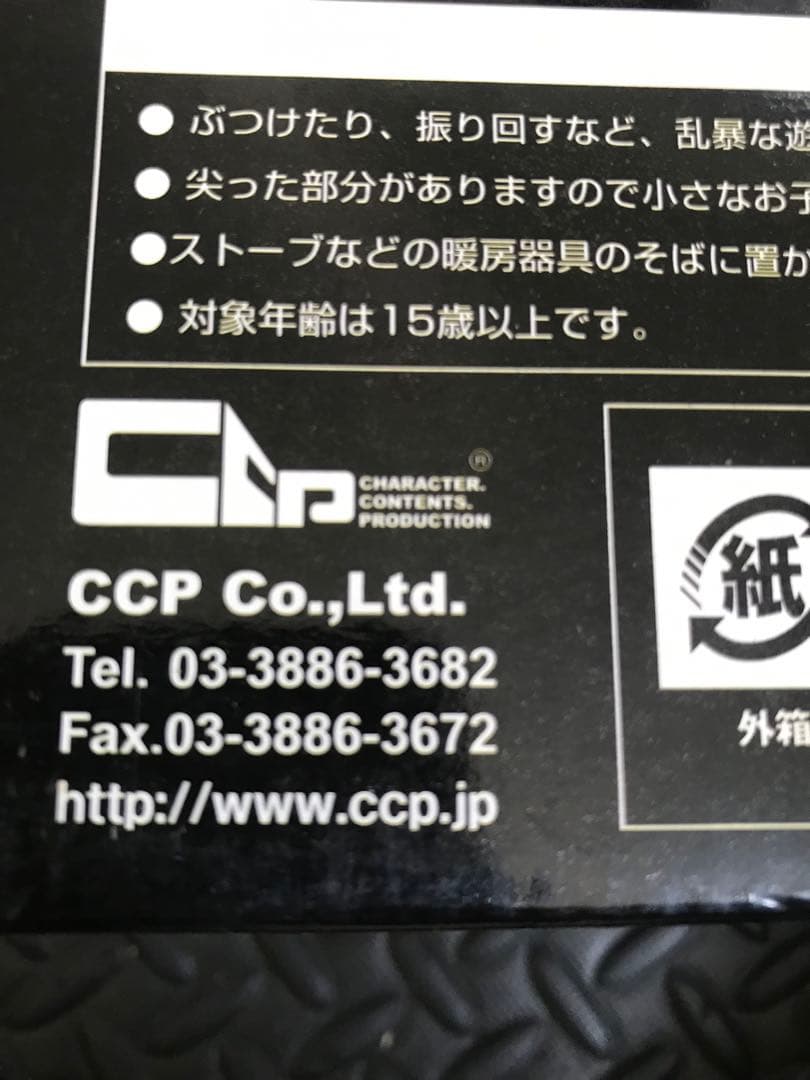 ● ぶつけたり、振り回すなど、乱暴な遊
● 尖った部分がありますので小さなお子
●ストーブなどの暖房器具のそばに置か
● 対象年齢は15歳以上です。
CCP ®
CHARACTER.
CONTENTS.
PRODUCTION
CCP Co.,Ltd.
Tel. 03-3886-3682
Fax.03-3886-3672
http://www.ccp.jp
紙
外箱